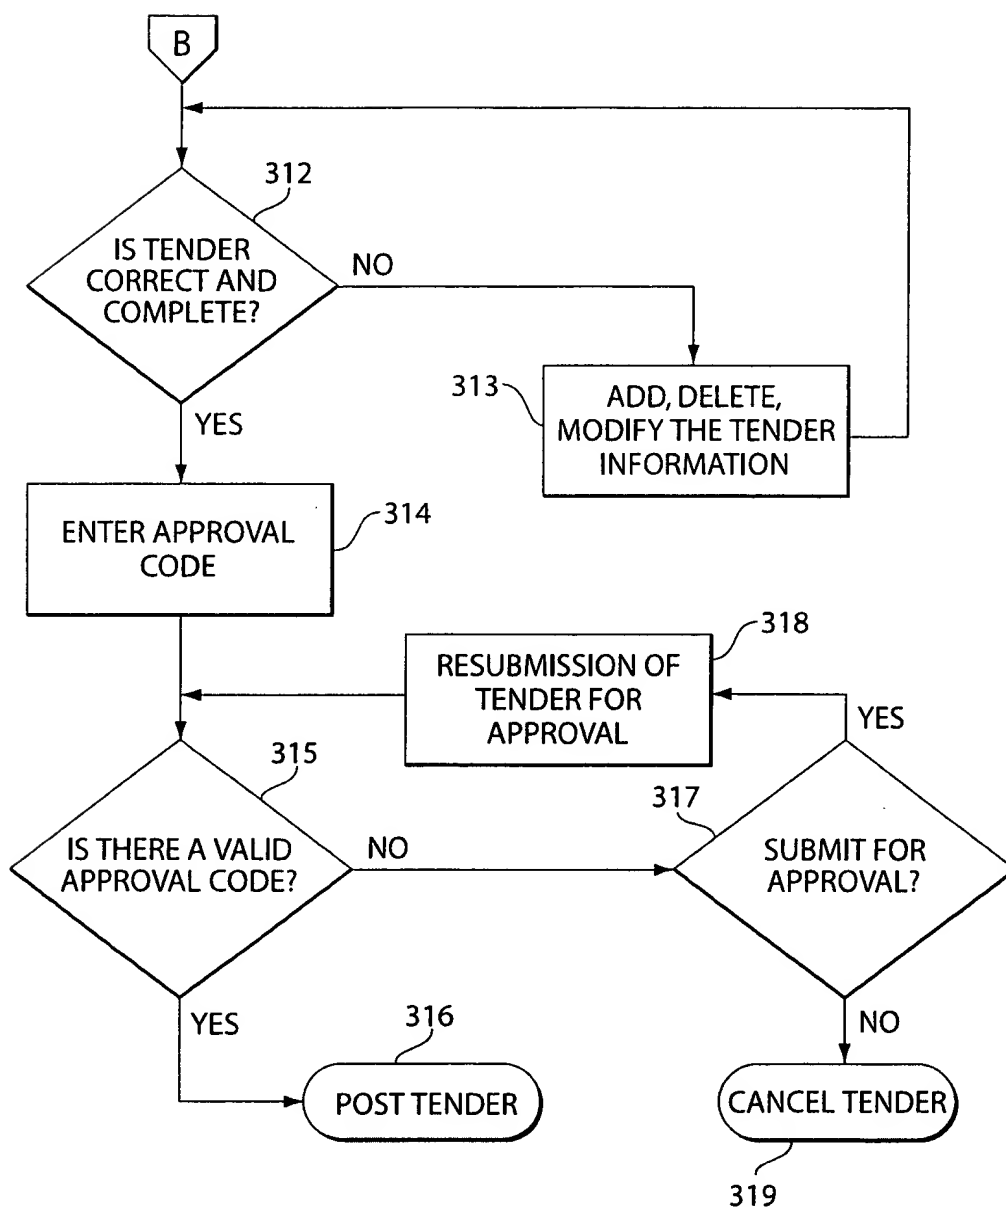 B
312
IS TENDER
CORRECT AND
COMPLETE?
NO
YES
313
ADD, DELETE,
MODIFY THE TENDER
INFORMATION
ENTER APPROVAL
CODE
314
318
RESUBMISSION OF
TENDER FOR
APPROVAL
YES
315
IS THERE A VALID
APPROVAL CODE?
NO
317
SUBMIT FOR
APPROVAL?
YES
316
POST TENDER
NO
CANCEL TENDER
319